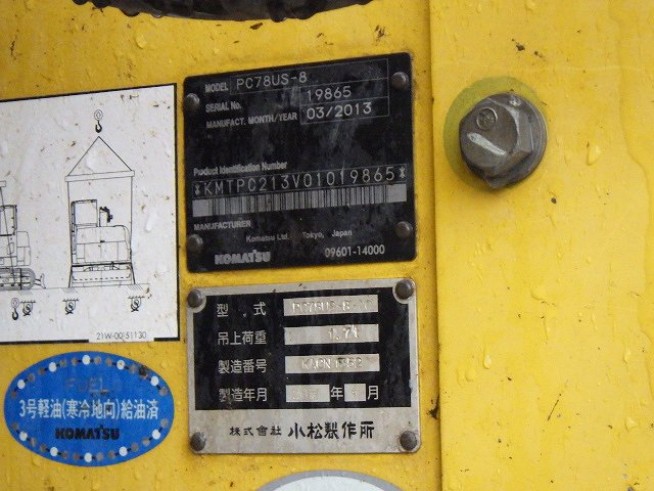 MODEL PC78US-8
SERIAL No. 19865
MANUFACT. MONTH/YEAR 03/2013
Product Identification Number
*KMTPC213V01019865*
MANUFACTURER
Komatsu Ltd. Tokyo, Japan
KOMATSU 09601-14000
21W-00-51130
型式
吊上荷重
製造番号
製造年月 年 月
株式會社 小松製作所
3号軽油(寒冷地向)給油済
KOMATSU